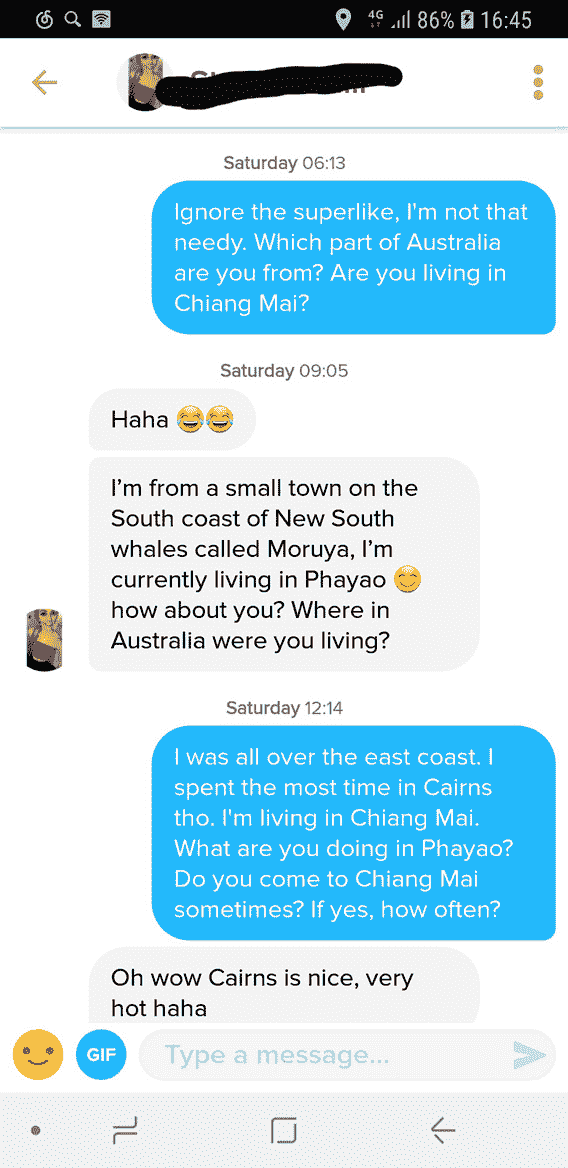 4G 86% 16:45
Saturday 06:13
Ignore the superlike, I'm not that
needy. Which part of Australia
are you from? Are you living in
Chiang Mai?
Saturday 09:05
Haha 😂😂
I'm from a small town on the
South coast of New South
whales called Moruya, I'm
currently living in Phayao 😊
how about you? Where in
Australia were you living?
Saturday 12:14
I was all over the east coast. I
spent the most time in Cairns
tho. I'm living in Chiang Mai.
What are you doing in Phayao?
Do you come to Chiang Mai
sometimes? If yes, how often?
Oh wow Cairns is nice, very
hot haha
GIF
Type a message...